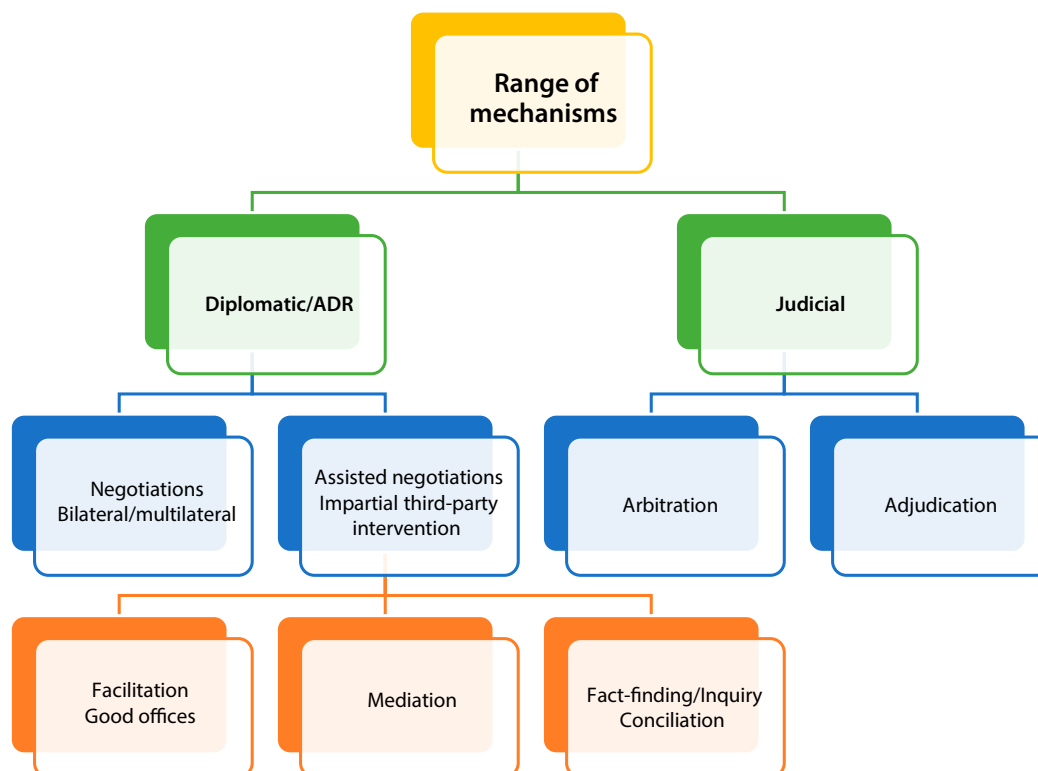 Range of
mechanisms
Diplomatic/ADR
Judicial
Negotiations
Bilateral/multilateral
Assisted negotiations
Impartial third-party
intervention
Arbitration
Adjudication
Facilitation
Good offices
Mediation
Fact-finding/Inquiry
Conciliation